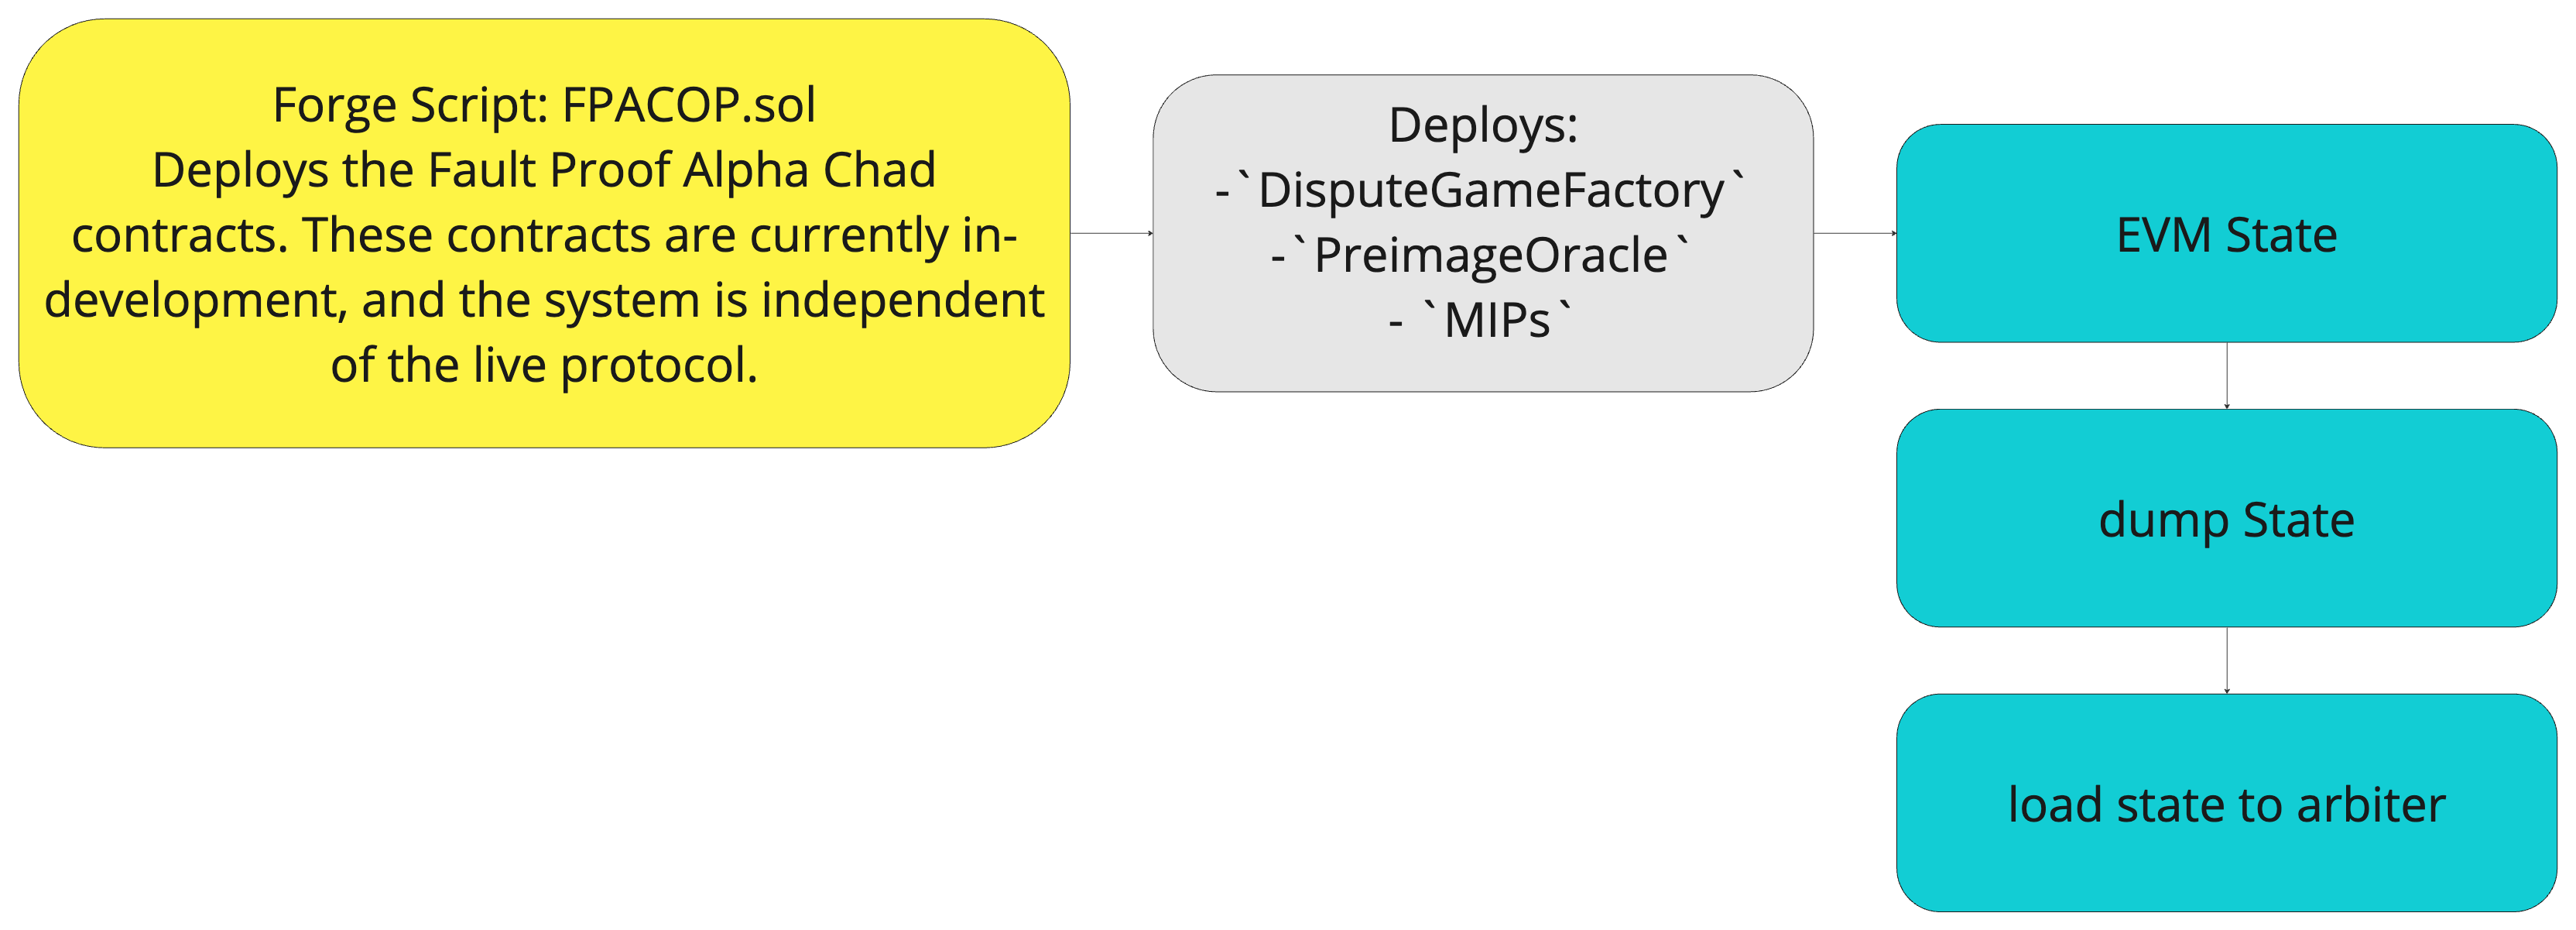 Forge Script: FPACOP.sol
Deploys the Fault Proof Alpha Chad
contracts. These contracts are currently in-
development, and the system is independent
of the live protocol.
Deploys:
-`DisputeGameFactory`
-`PreimageOracle`
- `MIPs`
EVM State
dump State
load state to arbiter